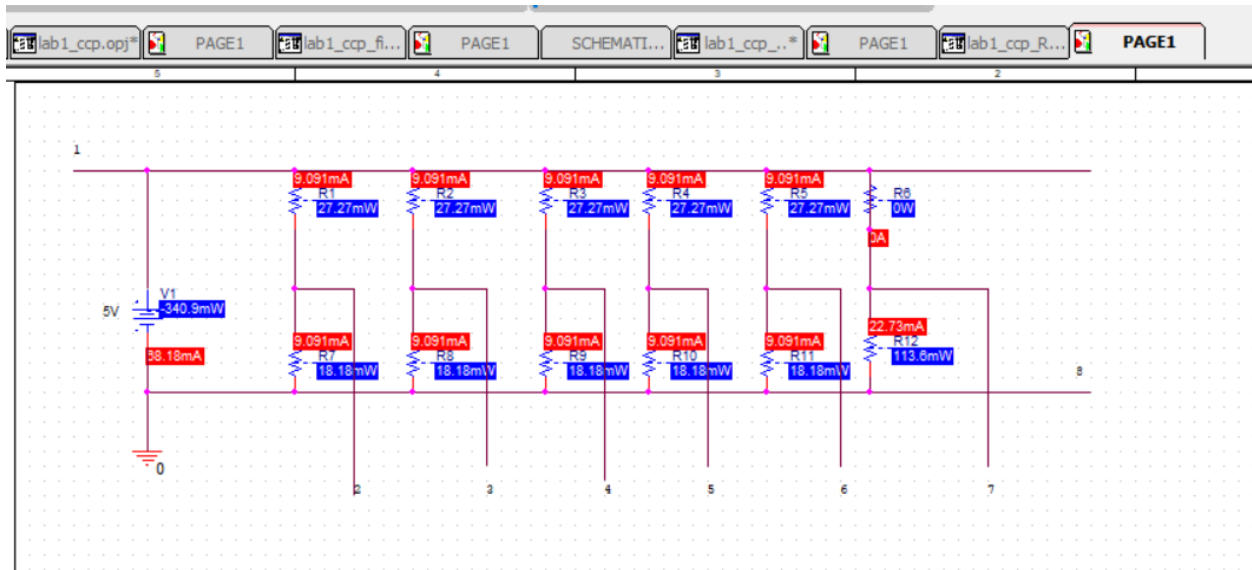 lab1_ccp.opj* PAGE1 lab1_ccp_fi... PAGE1 SCHEMATI... lab1_ccp_..* PAGE1 lab1_ccp_R... PAGE1
5 4 3 2
1
9.091mA 9.091mA 9.091mA 9.091mA 9.091mA
R1 R2 R3 R4 R5 R6
27.27mW 27.27mW 27.27mW 27.27mW 27.27mW 0W
0A
V1
5V -340.9mW
9.091mA 9.091mA 9.091mA 9.091mA 9.091mA 22.73mA
68.18mA R7 R8 R9 R10 R11 R12
18.18mW 18.18mW 18.18mW 18.18mW 18.18mW 113.6mW
8
0
2 3 4 5 6 7